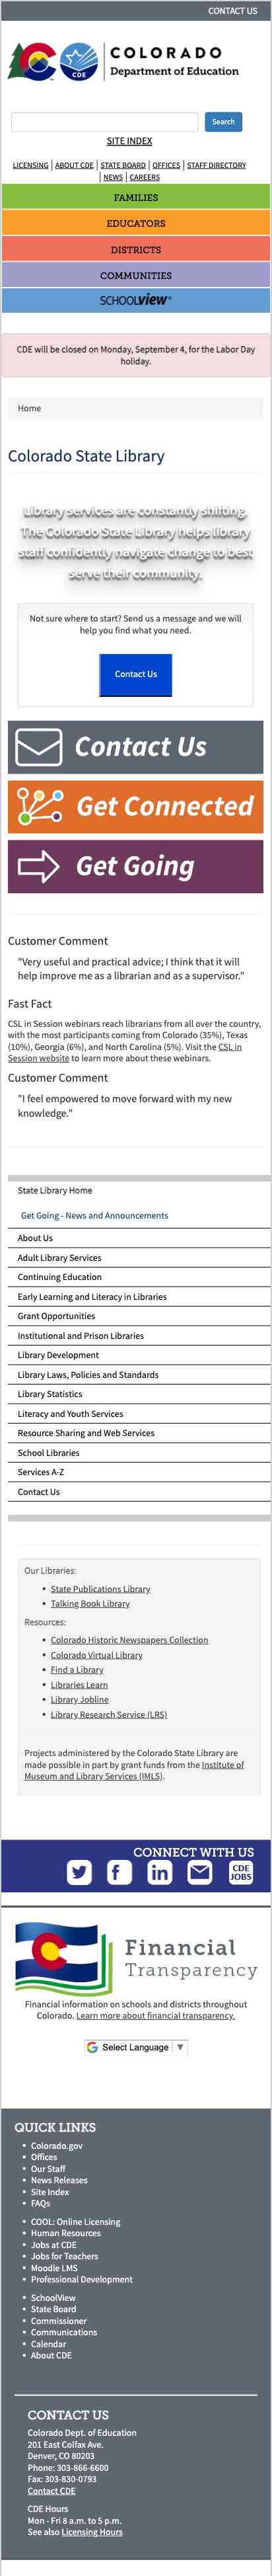 CONTACT US
COLORADO
Department of Education
CDE
Search
SITE INDEX
LICENSING | ABOUT CDE | STATE BOARD | OFFICES | STAFF DIRECTORY
| NEWS | CAREERS
FAMILIES
EDUCATORS
DISTRICTS
COMMUNITIES
SCHOOLVIEW®
CDE will be closed on Monday, September 4, for the Labor Day
holiday.
Home
Colorado State Library
Library services are constantly shifting.
The Colorado State Library helps library
staff confidently navigate change to best
serve their community.
Not sure where to start? Send us a message and we will
help you find what you need.
Contact Us
Contact Us
Get Connected
Get Going
Customer Comment
"Very useful and practical advice; I think that it will
help improve me as a librarian and as a supervisor."
Fast Fact
CSL in Session webinars reach librarians from all over the country,
with the most participants coming from Colorado (35%), Texas
(10%), Georgia (6%), and North Carolina (5%). Visit the CSL in
Session website to learn more about these webinars.
Customer Comment
"I feel empowered to move forward with my new
knowledge."
State Library Home
Get Going - News and Announcements
About Us
Adult Library Services
Continuing Education
Early Learning and Literacy in Libraries
Grant Opportunities
Institutional and Prison Libraries
Library Development
Library Laws, Policies and Standards
Library Statistics
Literacy and Youth Services
Resource Sharing and Web Services
School Libraries
Services A-Z
Contact Us
Our Libraries:
• State Publications Library
• Talking Book Library
Resources:
• Colorado Historic Newspapers Collection
• Colorado Virtual Library
• Find a Library
• Libraries Learn
• Library Jobline
• Library Research Service (LRS)
Projects administered by the Colorado State Library are
made possible in part by grant funds from the Institute of
Museum and Library Services (IMLS).
CONNECT WITH US
CDE
JOBS
Financial
Transparency
Financial information on schools and districts throughout
Colorado. Learn more about financial transparency.
Select Language ▼
QUICK LINKS
• Colorado.gov
• Offices
• Our Staff
• News Releases
• Site Index
• FAQs
• COOL: Online Licensing
• Human Resources
• Jobs at CDE
• Jobs for Teachers
• Moodle LMS
• Professional Development
• SchoolView
• State Board
• Commissioner
• Communications
• Calendar
• About CDE
CONTACT US
Colorado Dept. of Education
201 East Colfax Ave.
Denver, CO 80203
Phone: 303-866-6600
Fax: 303-830-0793
Contact CDE
CDE Hours
Mon - Fri 8 a.m. to 5 p.m.
See also Licensing Hours